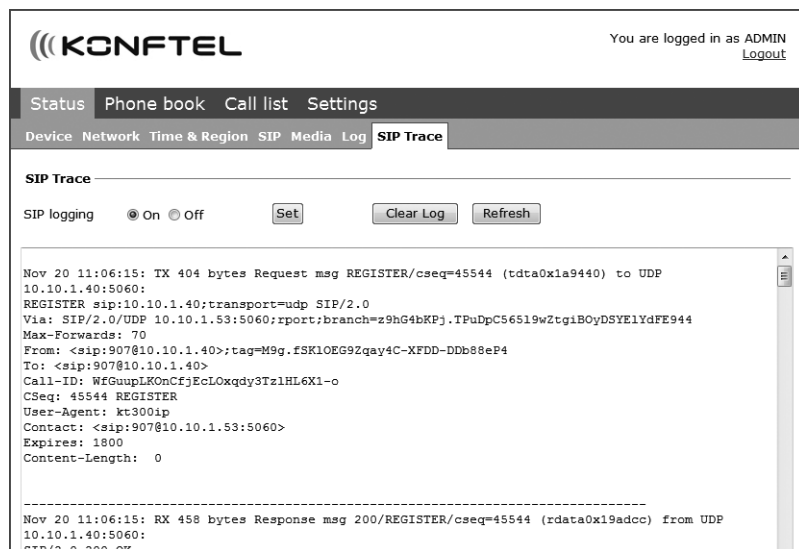 KONFTEL
You are logged in as ADMIN
Logout
Status Phone book Call list Settings
Device Network Time & Region SIP Media Log SIP Trace
SIP Trace
SIP logging On Off Set Clear Log Refresh
Nov 20 11:06:15: TX 404 bytes Request msg REGISTER/cseq=45544 (tdta0x1a9440) to UDP
10.10.1.40:5060:
REGISTER sip:10.10.1.40;transport=udp SIP/2.0
Via: SIP/2.0/UDP 10.10.1.53:5060;rport;branch=z9hG4bKPj.TPuDpC565l9wZtgiBOyDSYElYdFE944
Max-Forwards: 70
From: <sip:907@10.10.1.40>;tag=M9g.fSKlOEG9Zqay4C-XFDD-DDb88eP4
To: <sip:907@10.10.1.40>
Call-ID: WfGuupLKOnCfjEcLOxqdy3TzlHL6X1-o
CSeq: 45544 REGISTER
User-Agent: kt300ip
Contact: <sip:907@10.10.1.53:5060>
Expires: 1800
Content-Length:  0
-------------------------------------------------------------------------------
Nov 20 11:06:15: RX 458 bytes Response msg 200/REGISTER/cseq=45544 (rdata0x19adcc) from UDP
10.10.1.40:5060:
SIP/2.0 200 OK